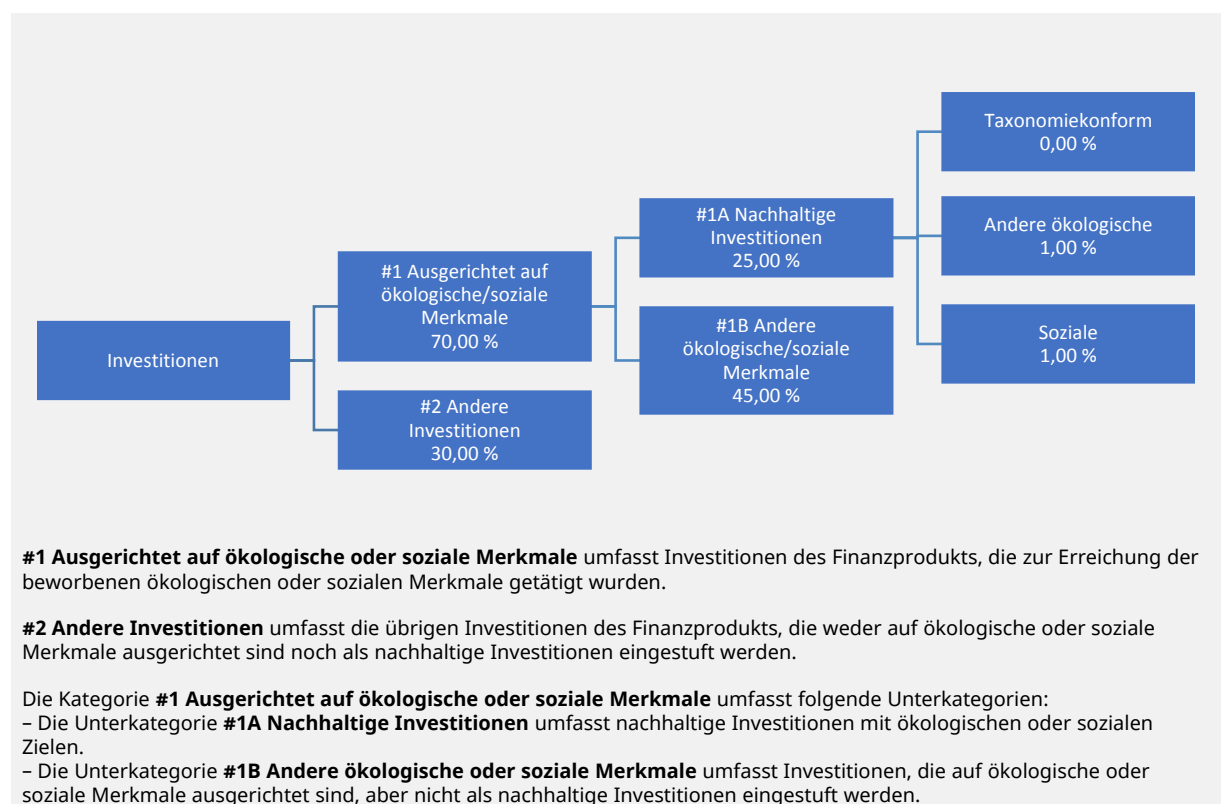 Taxonomiekonform
0,00 %
#1A Nachhaltige
Investitionen
25,00 %
Andere ökologische
1,00 %
#1 Ausgerichtet auf
ökologische/soziale
Merkmale
70,00 %
#1B Andere
ökologische/soziale
Merkmale
45,00 %
Soziale
1,00 %
Investitionen
#2 Andere
Investitionen
30,00 %
#1 Ausgerichtet auf ökologische oder soziale Merkmale umfasst Investitionen des Finanzprodukts, die zur Erreichung der
beworbenen ökologischen oder sozialen Merkmale getätigt wurden.
#2 Andere Investitionen umfasst die übrigen Investitionen des Finanzprodukts, die weder auf ökologische oder soziale
Merkmale ausgerichtet sind noch als nachhaltige Investitionen eingestuft werden.
Die Kategorie #1 Ausgerichtet auf ökologische oder soziale Merkmale umfasst folgende Unterkategorien:
– Die Unterkategorie #1A Nachhaltige Investitionen umfasst nachhaltige Investitionen mit ökologischen oder sozialen
Zielen.
– Die Unterkategorie #1B Andere ökologische oder soziale Merkmale umfasst Investitionen, die auf ökologische oder
soziale Merkmale ausgerichtet sind, aber nicht als nachhaltige Investitionen eingestuft werden.